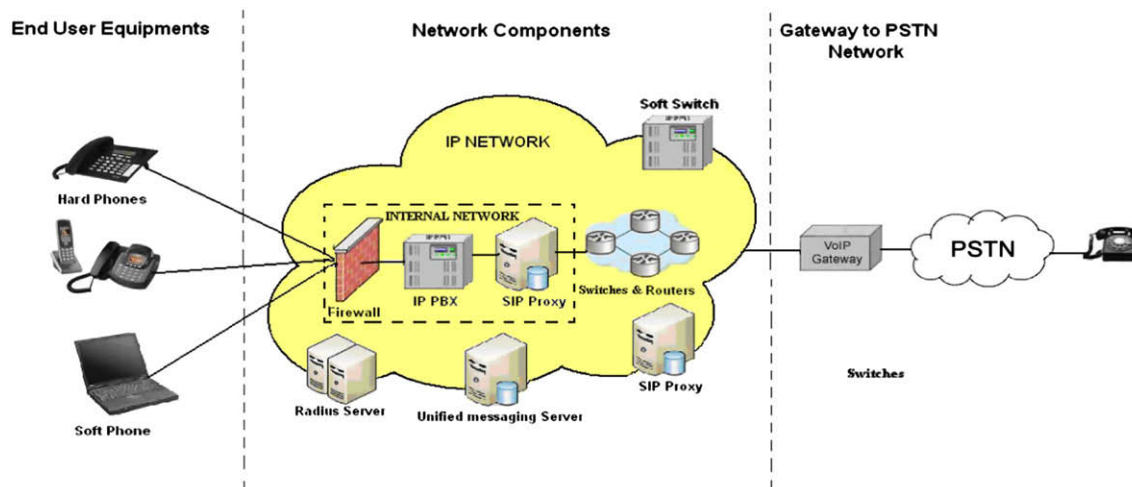 End User Equipments
Network Components
Gateway to PSTN
Network
Soft Switch
IP NETWORK
Hard Phones
INTERNAL NETWORK
Firewall
IP PBX
SIP Proxy
Switches & Routers
VoIP
Gateway
PSTN
Soft Phone
Radius Server
Unified messaging Server
SIP Proxy
Switches